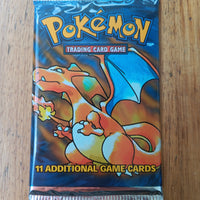 POKéMON
TRADING CARD GAME
11 ADDITIONAL GAME CARDS